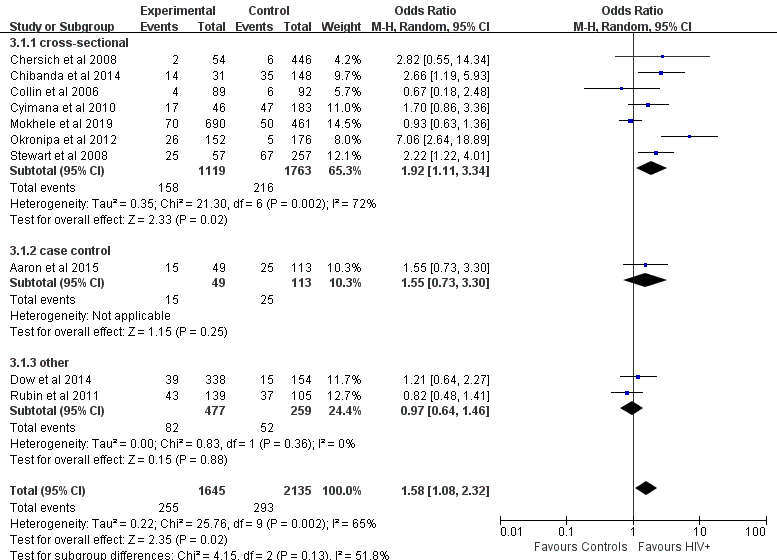 Experimental Control Odds Ratio Odds Ratio
Study or Subgroup Events Total Events Total Weight M-H, Random, 95% CI M-H, Random, 95% CI
3.1.1 cross-sectional
Chersich et al 2008 2 54 6 446 4.2% 2.82 [0.55, 14.34]
Chibanda et al 2014 14 31 35 148 9.7% 2.66 [1.19, 5.93]
Collin et al 2006 4 89 6 92 6.0% 0.67 [0.18, 2.48]
Cyimana et al 2010 17 46 47 183 11.0% 1.70 [0.86, 3.36]
Mokhele et al 2019 70 690 50 461 14.5% 0.93 [0.63, 1.36]
Okronipa et al 2012 26 152 5 176 8.0% 7.06 [2.64, 18.89]
Stewart et al 2008 25 57 67 257 12.1% 2.22 [1.22, 4.01]
Subtotal (95% CI) 1119 1763 65.3% 1.92 [1.11, 3.34]
Total events 158 216
Heterogeneity: Tau² = 0.35; Chi² = 21.30, df = 6 (P = 0.002); I² = 72%
Test for overall effect: Z = 2.33 (P = 0.02)
3.1.2 case control
Aaron et al 2015 15 49 25 113 10.3% 1.55 [0.73, 3.30]
Subtotal (95% CI) 49 113 10.3% 1.55 [0.73, 3.30]
Total events 15 25
Heterogeneity: Not applicable
Test for overall effect: Z = 1.15 (P = 0.25)
3.1.3 other
Dow et al 2014 39 338 15 154 11.7% 1.21 [0.64, 2.27]
Rubin et al 2011 43 139 37 105 12.7% 0.82 [0.48, 1.41]
Subtotal (95% CI) 477 259 24.4% 0.97 [0.64, 1.46]
Total events 82 52
Heterogeneity: Tau² = 0.00; Chi² = 0.83, df = 1 (P = 0.36); I² = 0%
Test for overall effect: Z = 0.15 (P = 0.88)
Total (95% CI) 1645 2135 100.0% 1.58 [1.08, 2.32]
Total events 255 293
Heterogeneity: Tau² = 0.22; Chi² = 25.76, df = 9 (P = 0.002); I² = 65%
Test for overall effect: Z = 2.35 (P = 0.02)
Test for subgroup differences: Chi² = 4.15, df = 2 (P = 0.13), I² = 51.8%
0.01 0.1 1 10 100
Favours Controls Favours HIV+